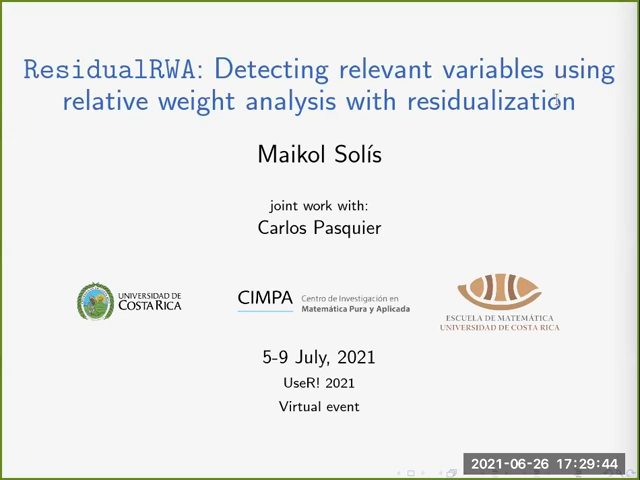 ResidualRWA: Detecting relevant variables using
relative weight analysis with residualization
Maikol Solís
joint work with:
Carlos Pasquier
UNIVERSIDAD DE
COSTA RICA
CIMPA
Centro de Investigación en
Matemática Pura y Aplicada
ESCUELA DE MATEMÁTICA
UNIVERSIDAD DE COSTA RICA
5-9 July, 2021
UseR! 2021
Virtual event
2021-06-26 17:29:44